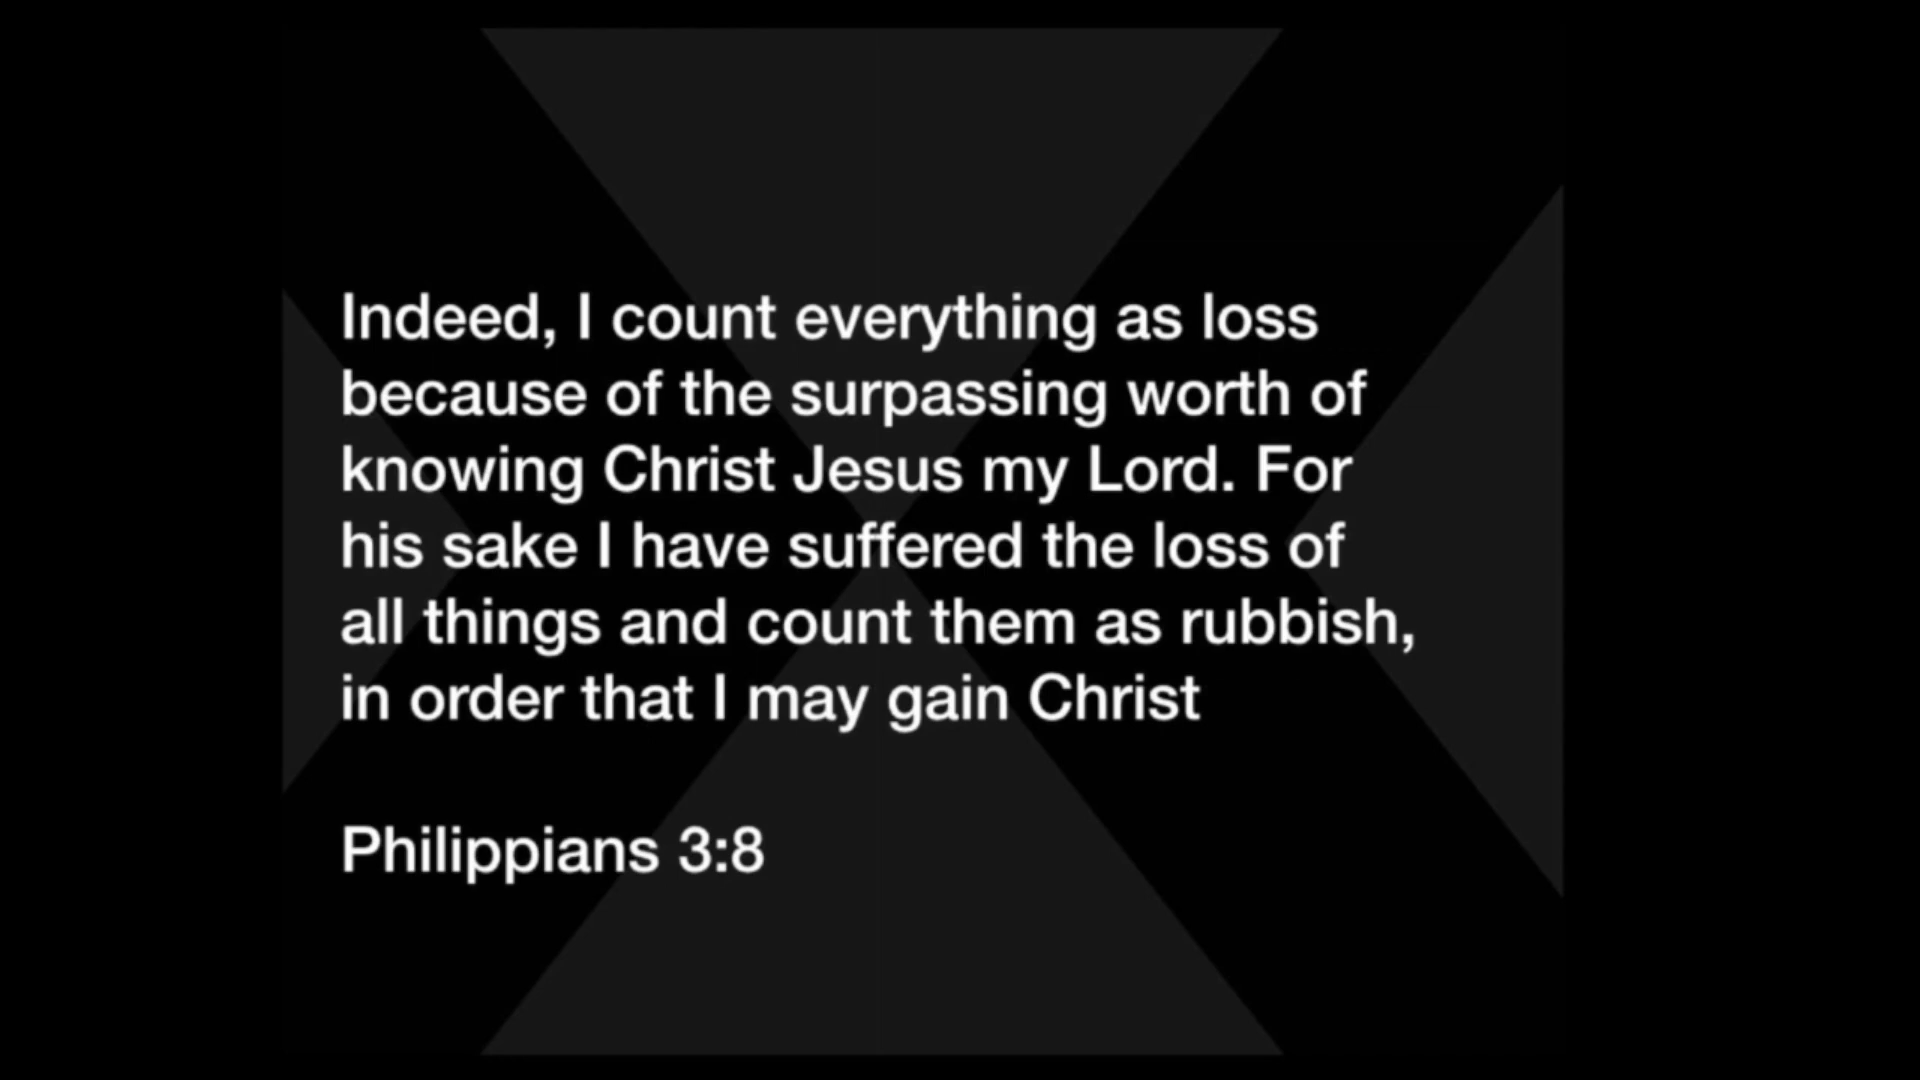 Indeed, I count everything as loss
because of the surpassing worth of
knowing Christ Jesus my Lord. For
his sake I have suffered the loss of
all things and count them as rubbish,
in order that I may gain Christ
Philippians 3:8